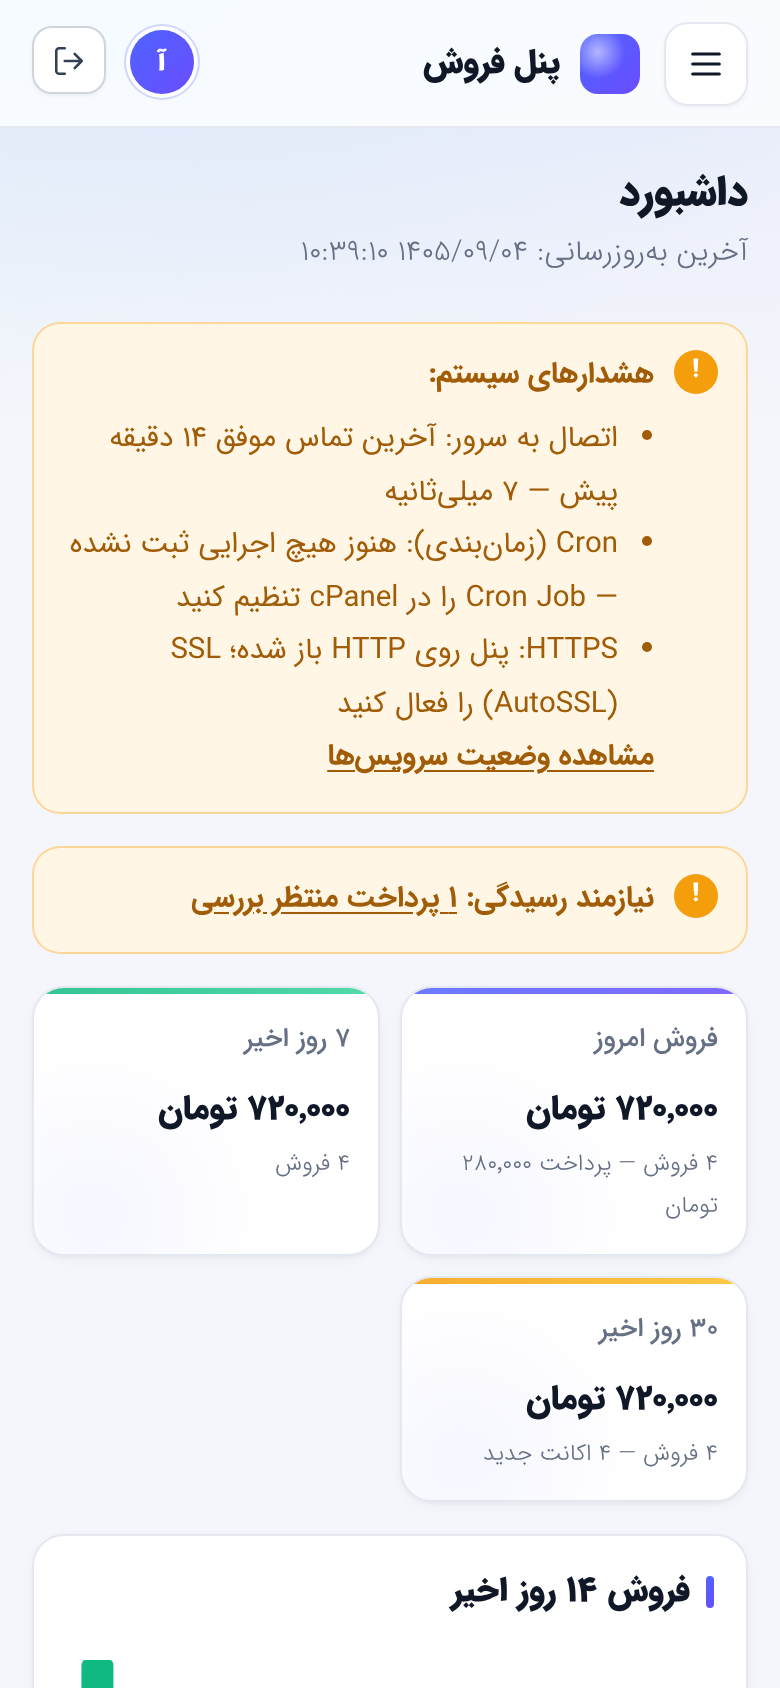 پنل فروش
آ
داشبورد
آخرین به‌روزرسانی: ۱۴۰۵/۰۹/۰۴ ۱۰:۳۹:۱۰
!
هشدارهای سیستم:
• اتصال به سرور: آخرین تماس موفق ۱۴ دقیقه
پیش — ۷ میلی‌ثانیه
• Cron (زمان‌بندی): هنوز هیچ اجرایی ثبت نشده
— Cron Job را در cPanel تنظیم کنید
• HTTPS: پنل روی HTTP باز شده؛ SSL
(AutoSSL) را فعال کنید
مشاهده وضعیت سرویس‌ها
!
نیازمند رسیدگی: ۱ پرداخت منتظر بررسی
فروش امروز
۷۲۰,۰۰۰ تومان
۴ فروش — پرداخت ۲۸۰,۰۰۰
تومان
۷ روز اخیر
۷۲۰,۰۰۰ تومان
۴ فروش
۳۰ روز اخیر
۷۲۰,۰۰۰ تومان
۴ فروش — ۴ اکانت جدید
فروش ۱۴ روز اخیر